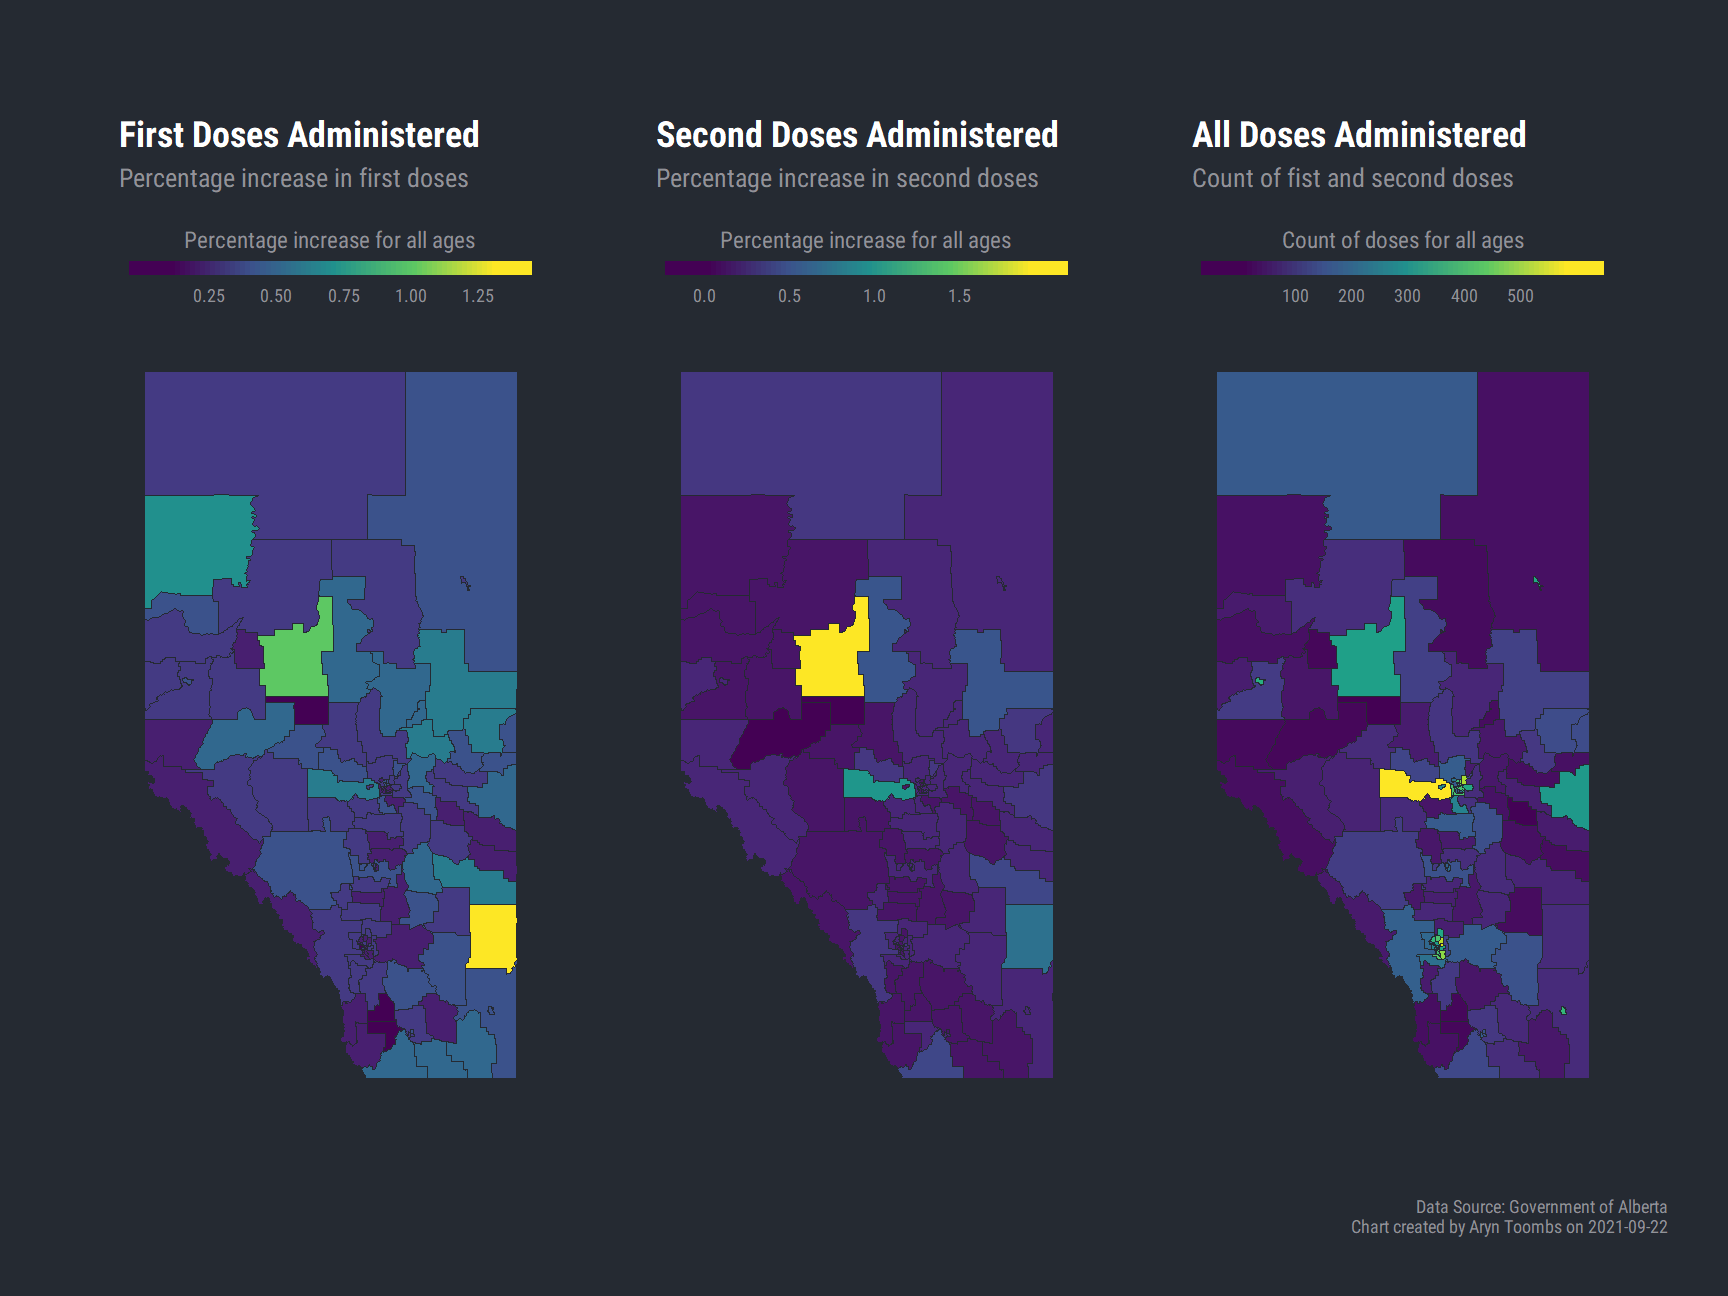 First Doses Administered
Percentage increase in first doses
Percentage increase for all ages
0.25 0.50 0.75 1.00 1.25
Second Doses Administered
Percentage increase in second doses
Percentage increase for all ages
0.0 0.5 1.0 1.5
All Doses Administered
Count of fist and second doses
Count of doses for all ages
100 200 300 400 500
Data Source: Government of Alberta
Chart created by Aryn Toombs on 2021-09-22